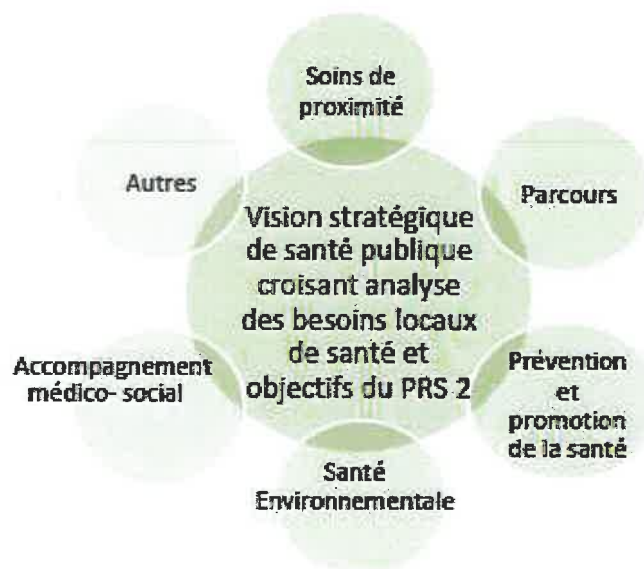 Soins de
proximité
Parcours
Prévention
et
promotion
de la santé
Santé
Environnementale
Accompagnement
médico- social
Autres
Vision stratégique
de santé publique
croisant analyse
des besoins locaux
de santé et
objectifs du PRS 2